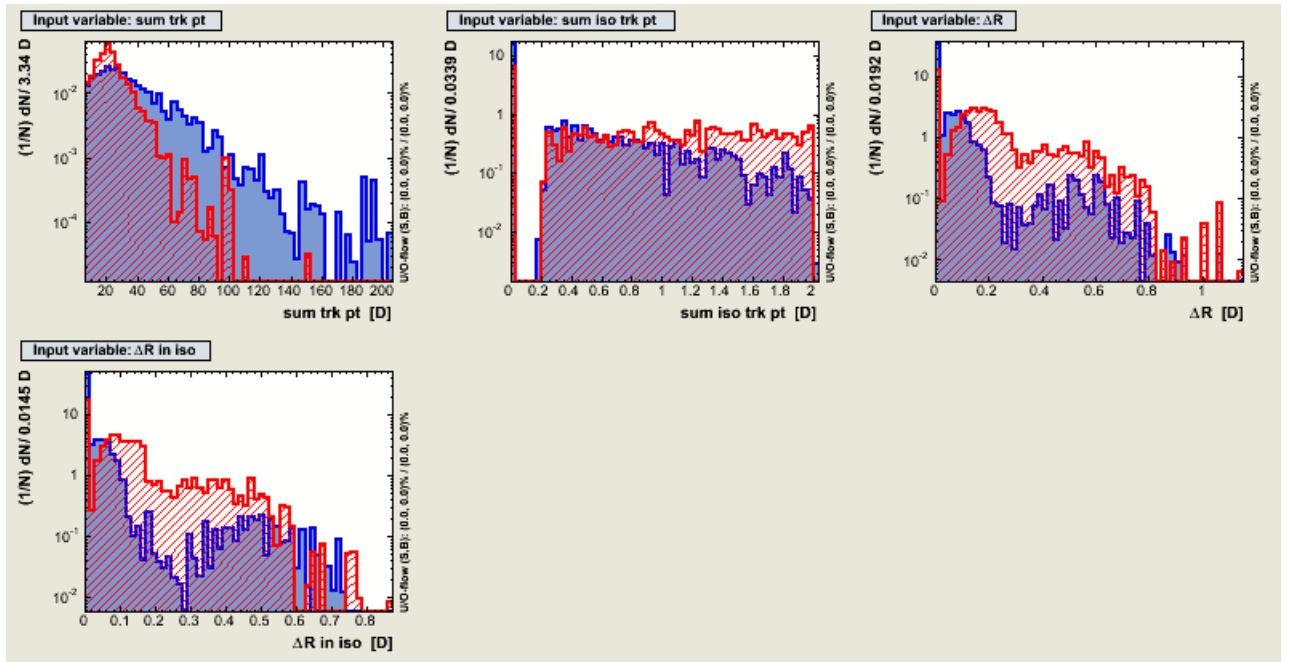 Input variable: sum trk pt
(1/N) dN/ 3.34 D
10⁻²
10⁻³
10⁻⁴
20 40 60 80 100 120 140 160 180 200
sum trk pt [D]
U/O-flow (S,B): (0.0, 0.0)% / (0.0, 0.0)%
Input variable: sum iso trk pt
(1/N) dN/ 0.0339 D
10
1
10⁻¹
10⁻²
0 0.2 0.4 0.6 0.8 1 1.2 1.4 1.6 1.8 2
sum iso trk pt [D]
U/O-flow (S,B): (0.0, 0.0)% / (0.0, 0.0)%
Input variable: ΔR
(1/N) dN/ 0.0192 D
10
1
10⁻¹
10⁻²
0 0.2 0.4 0.6 0.8 1
ΔR [D]
U/O-flow (S,B): (0.0, 0.0)% / (0.0, 0.0)%
Input variable: ΔR in iso
(1/N) dN/ 0.0145 D
10
1
10⁻¹
10⁻²
0 0.1 0.2 0.3 0.4 0.5 0.6 0.7 0.8
ΔR in iso [D]
U/O-flow (S,B): (0.0, 0.0)% / (0.0, 0.0)%